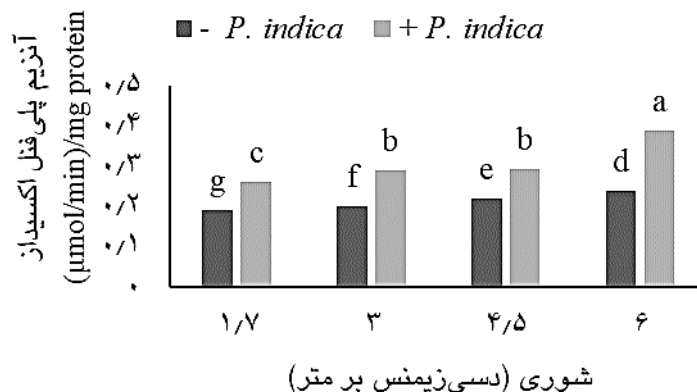 - P. indica + P. indica
آنزیم پلی‌فنل اکسیداز
(µmol/min)/mg protein
۰/۵
۰/۴
۰/۳
۰/۲
۰/۱
۰
g c f b e b d a
۱/۷ ۳ ۴/۵ ۶
شوری (دسی‌زیمنس بر متر)